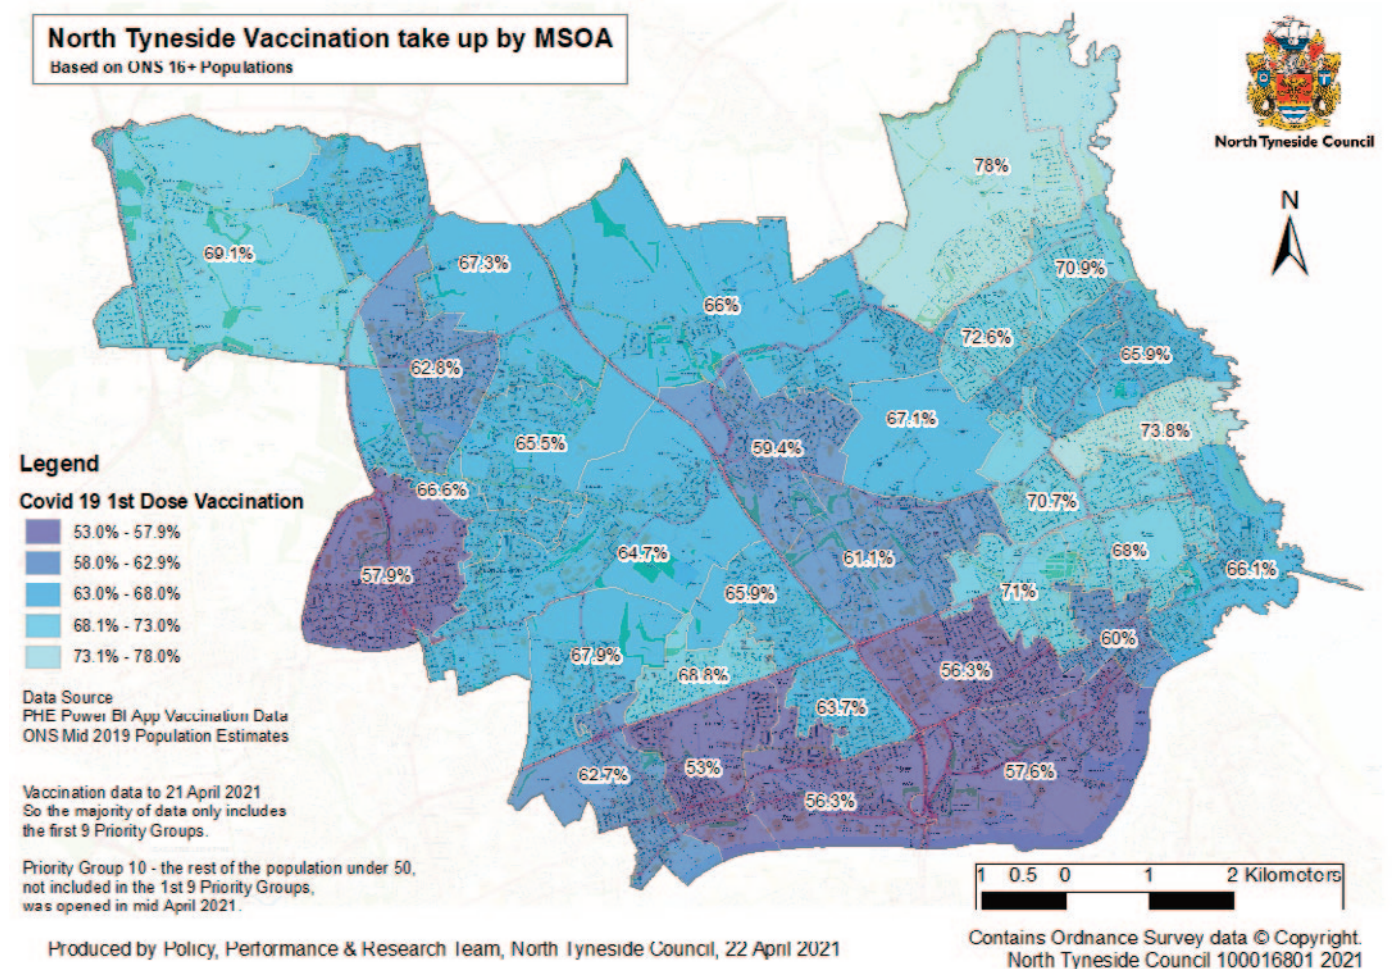 North Tyneside Vaccination take up by MSOA
Based on ONS 16+ Populations
North Tyneside Council
N
78%
69.1%
67.3%
70.9%
66%
72.6%
65.9%
62.8%
67.1%
73.8%
65.5%
59.4%
66.6%
70.7%
64.7%
61.1%
68%
66.1%
57.9%
65.9%
71%
60%
67.9%
68.8%
56.3%
63.7%
62.7%
53%
57.6%
56.3%
Legend
Covid 19 1st Dose Vaccination
53.0% - 57.9%
58.0% - 62.9%
63.0% - 68.0%
68.1% - 73.0%
73.1% - 78.0%
Data Source
PHE Power BI App Vaccination Data
ONS Mid 2019 Population Estimates
Vaccination data to 21 April 2021
So the majority of data only includes
the first 9 Priority Groups.
Priority Group 10 - the rest of the population under 50,
not included in the 1st 9 Priority Groups,
was opened in mid April 2021.
1 0.5 0 1 2 Kilometers
Produced by Policy, Performance & Research Team, North Tyneside Council, 22 April 2021
Contains Ordnance Survey data © Copyright.
North Tyneside Council 100016801 2021